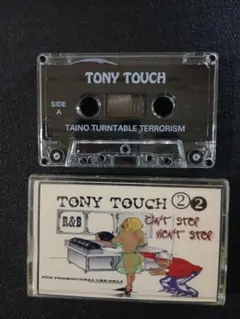 TONY TOUCH
SIDE
A
TAINO TURNTABLE TERRORISM
TONY TOUCH 2 2
R&B
CAN'T STOP
WON'T STOP
FOR PROMOTIONAL USE ONLY